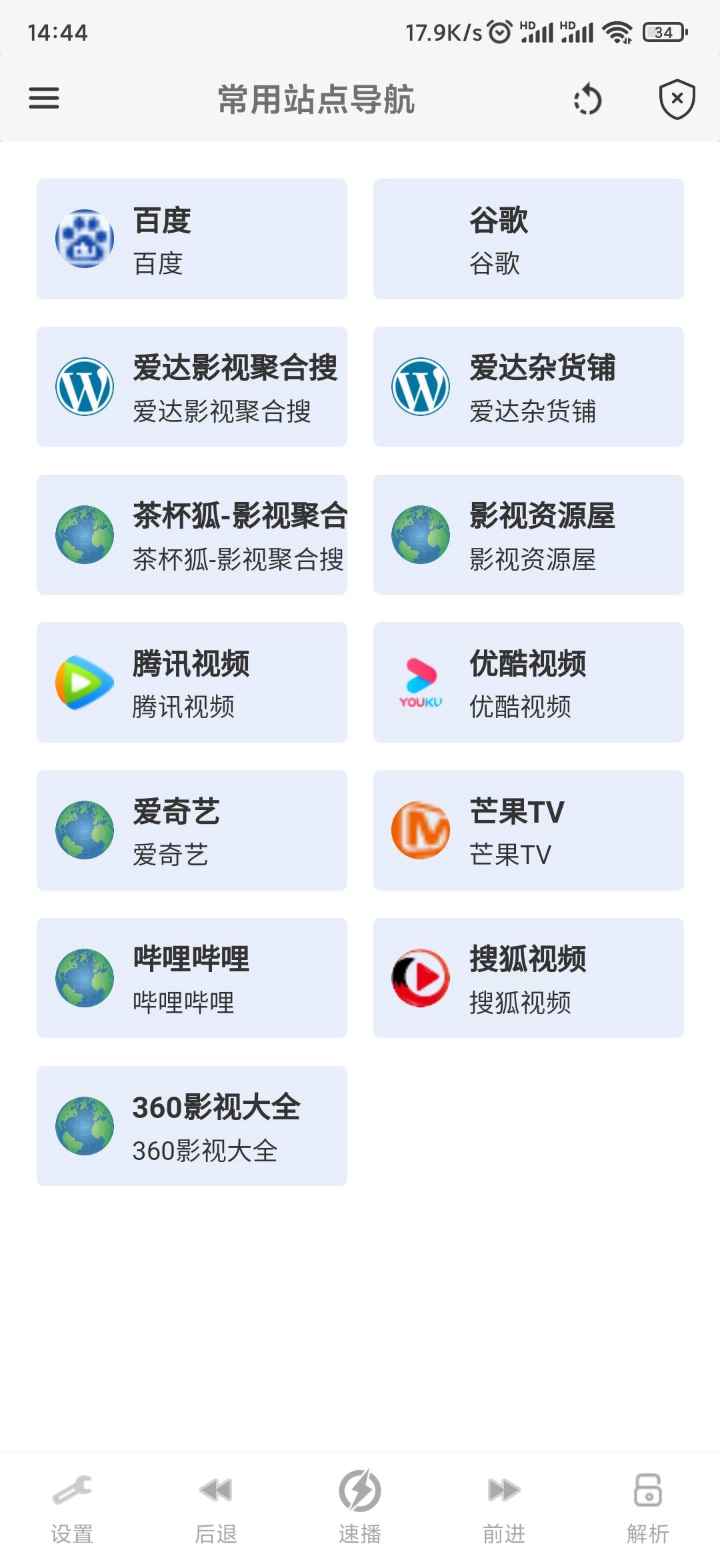 14:44
17.9K/s HD HD 34
常用站点导航
百度
百度
谷歌
谷歌
爱达影视聚合搜
爱达影视聚合搜
爱达杂货铺
爱达杂货铺
茶杯狐-影视聚合
茶杯狐-影视聚合搜
影视资源屋
影视资源屋
腾讯视频
腾讯视频
YOUKU
优酷视频
优酷视频
爱奇艺
爱奇艺
芒果TV
芒果TV
哔哩哔哩
哔哩哔哩
搜狐视频
搜狐视频
360影视大全
360影视大全
设置
后退
速播
前进
解析